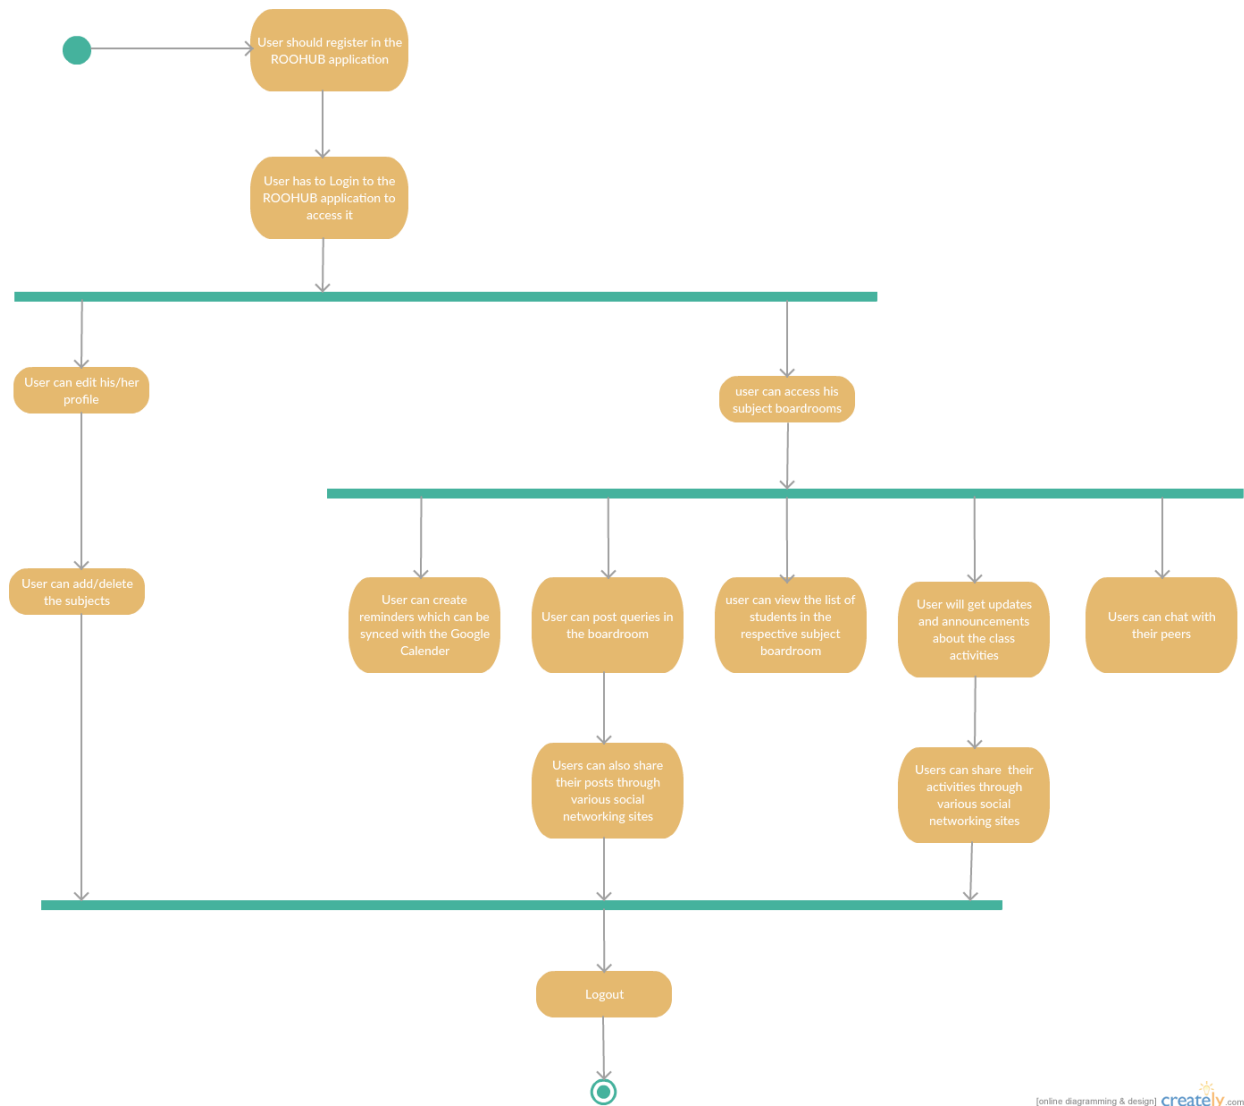 User should register in the
ROOHUB application
User has to Login to the
ROOHUB application to
access it
User can edit his/her
profile
user can access his
subject boardrooms
User can add/delete
the subjects
User can create
reminders which can be
synced with the Google
Calender
User can post queries in
the boardroom
user can view the list of
students in the
respective subject
boardroom
User will get updates
and announcements
about the class
activities
Users can chat with
their peers
Users can also share
their posts through
various social
networking sites
Users can share their
activities through
various social
networking sites
Logout
[online diagramming & design] creately.com